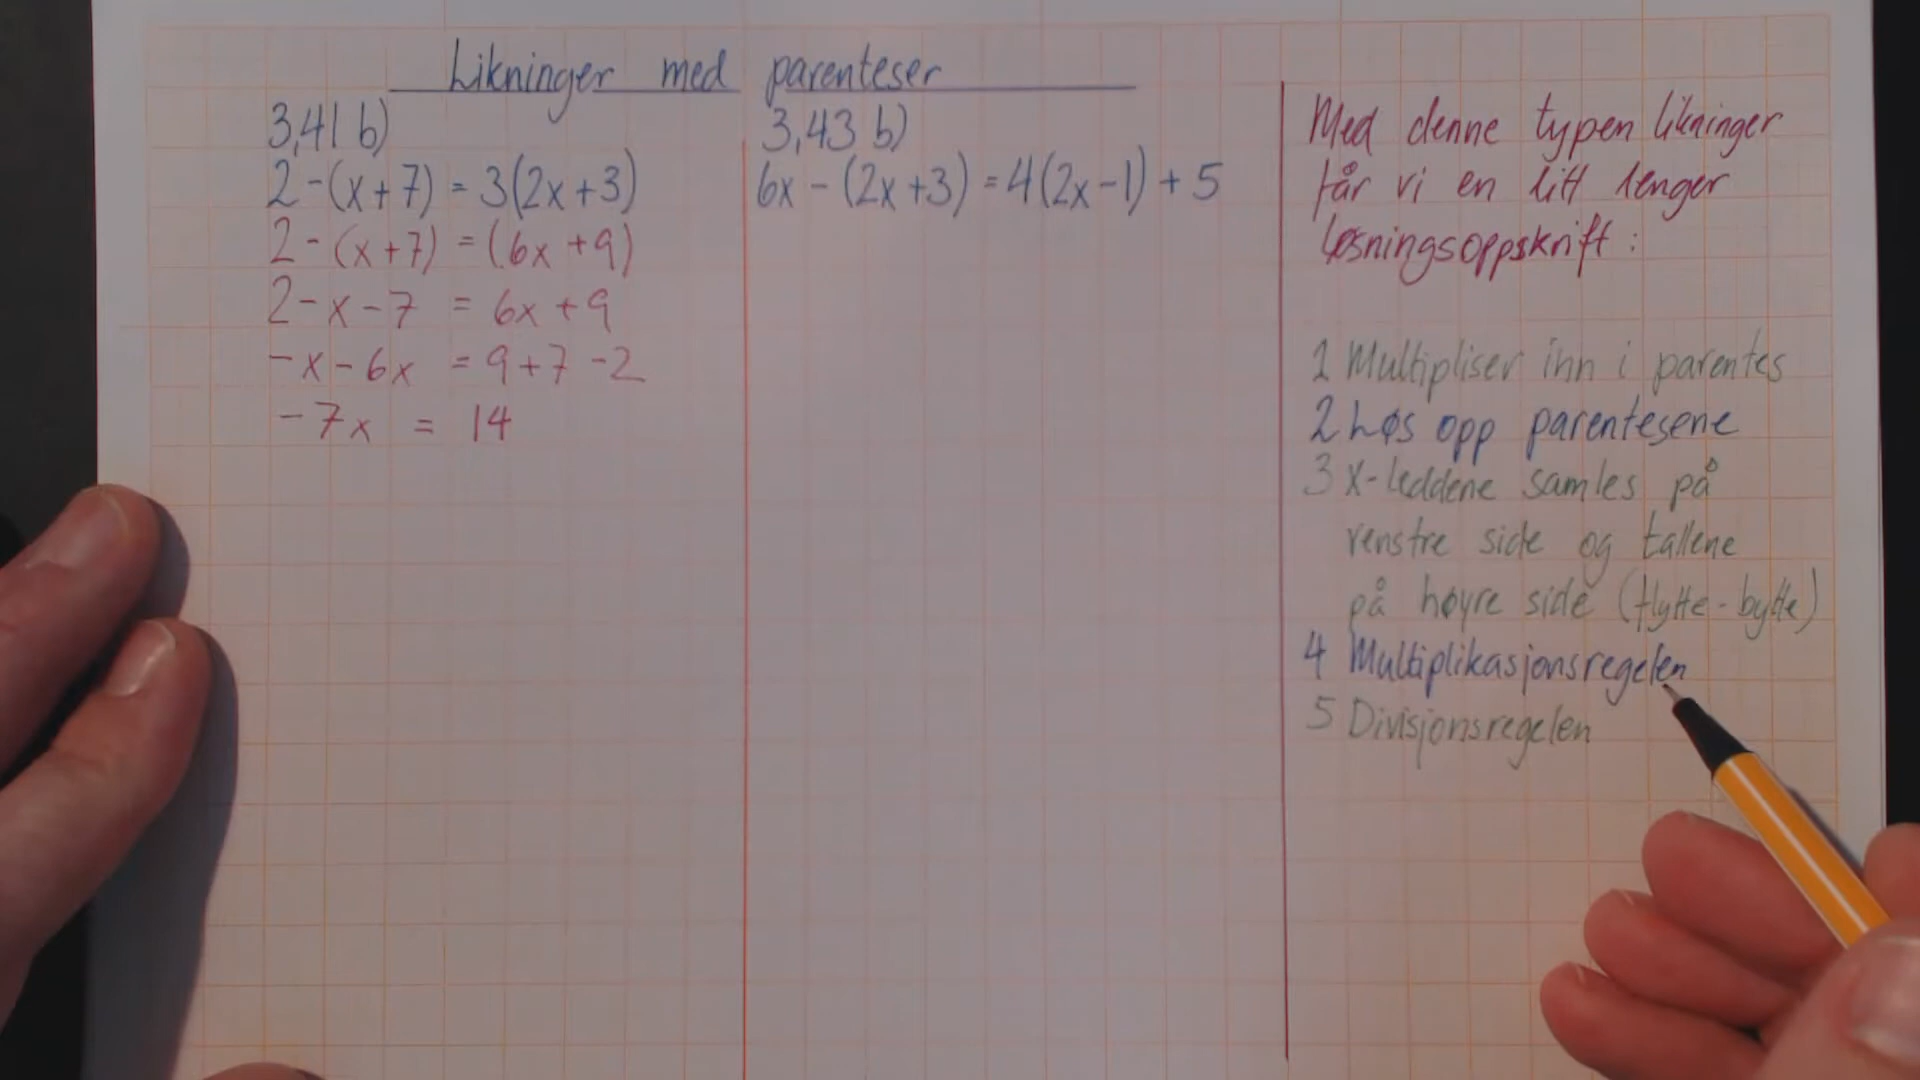 Likninger med parenteser
3,41 b)
2-(x+7) = 3(2x+3)
2-(x+7) = (6x+9)
2-x-7 = 6x+9
-x-6x = 9+7-2
-7x = 14
3,43 b)
6x-(2x+3) = 4(2x-1)+5
Med denne typen likninger
får vi en litt lenger
løsningsoppskrift:
1 Multipliser inn i parentes
2 Løs opp parentesene
3 x-leddene samles på
venstre side og tallene
på høyre side (flytte-bytte)
4 Multiplikasjonsregelen
5 Divisjonsregelen